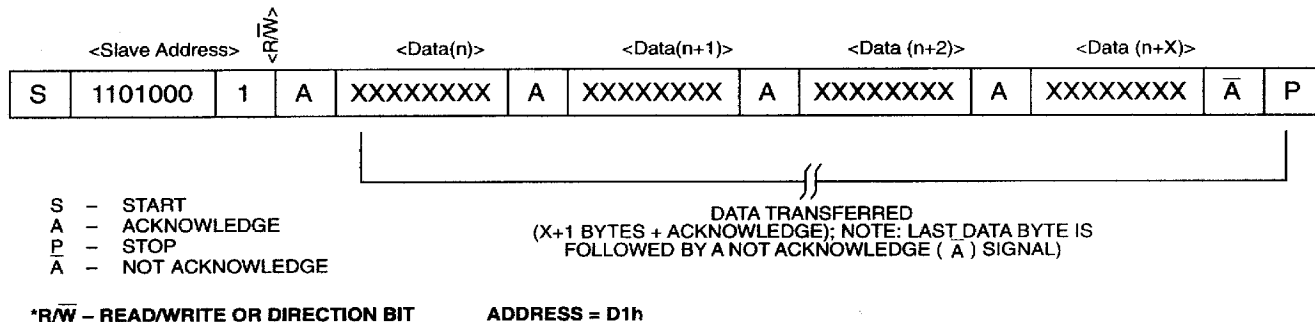 <Slave Address> <R/W̅> <Data(n)> <Data(n+1)> <Data (n+2)> <Data (n+X)>
S 1101000 1 A XXXXXXXX A XXXXXXXX A XXXXXXXX A XXXXXXXX A̅ P
S – START
A – ACKNOWLEDGE
P – STOP
A̅ – NOT ACKNOWLEDGE
DATA TRANSFERRED
(X+1 BYTES + ACKNOWLEDGE); NOTE: LAST DATA BYTE IS
FOLLOWED BY A NOT ACKNOWLEDGE ( A̅ ) SIGNAL)
*R/W̅ – READ/WRITE OR DIRECTION BIT ADDRESS = D1h